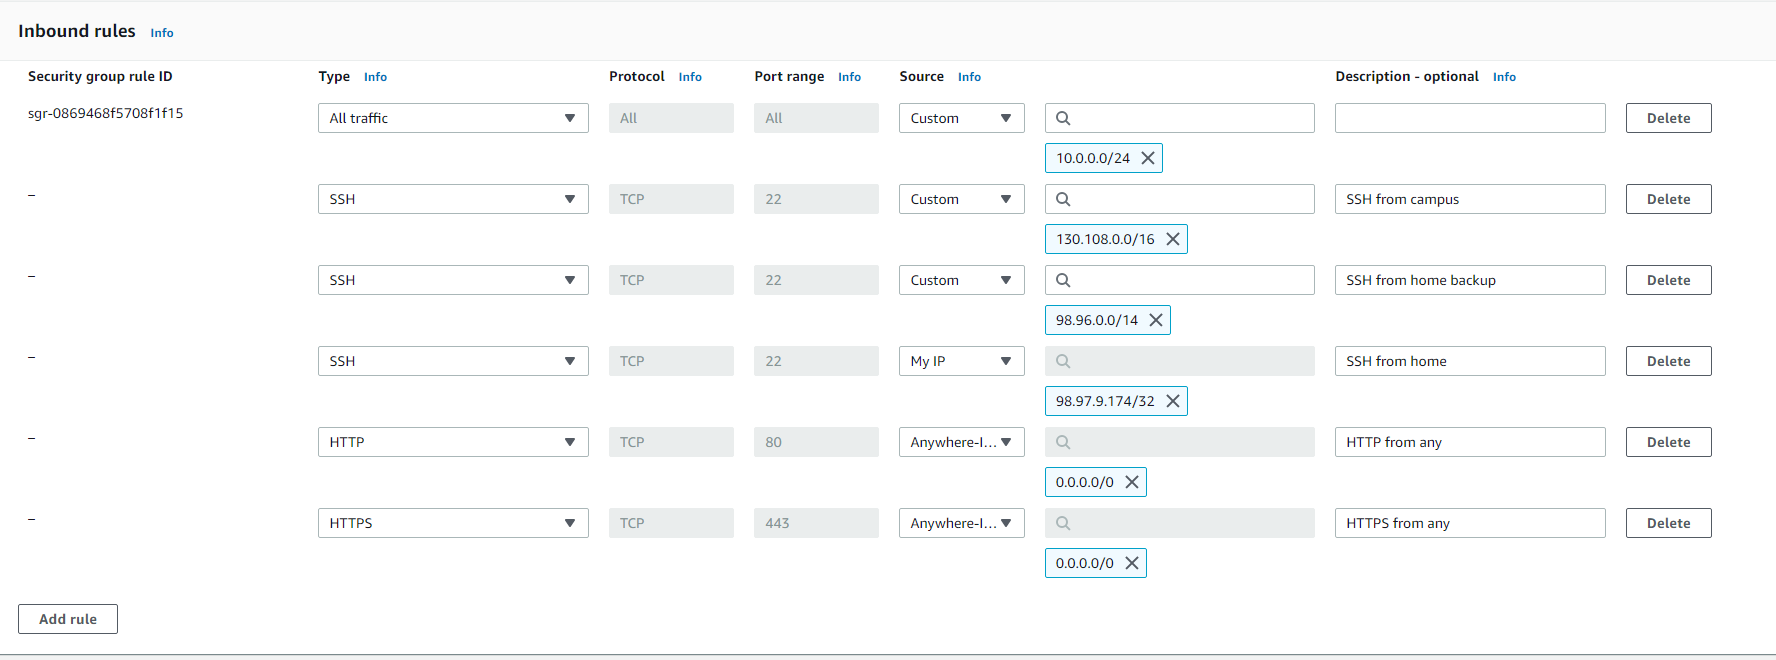 Inbound rules Info
Security group rule ID Type Info Protocol Info Port range Info Source Info Description - optional Info
sgr-0869468f5708f1f15 All traffic All All Custom Delete
10.0.0.0/24
– SSH TCP 22 Custom SSH from campus Delete
130.108.0.0/16
– SSH TCP 22 Custom SSH from home backup Delete
98.96.0.0/14
– SSH TCP 22 My IP SSH from home Delete
98.97.9.174/32
– HTTP TCP 80 Anywhere-I... HTTP from any Delete
0.0.0.0/0
– HTTPS TCP 443 Anywhere-I... HTTPS from any Delete
0.0.0.0/0
Add rule